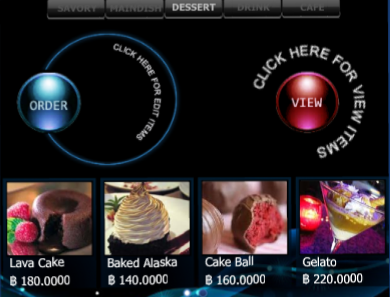 SAVORY MAINDISH DESSERT DRINK CAFE
CLICK HERE FOR EDIT ITEMS
ORDER
CLICK HERE FOR VIEW ITEMS
VIEW
Lava Cake
฿ 180.0000
Baked Alaska
฿ 140.0000
Cake Ball
฿ 160.0000
Gelato
฿ 220.0000